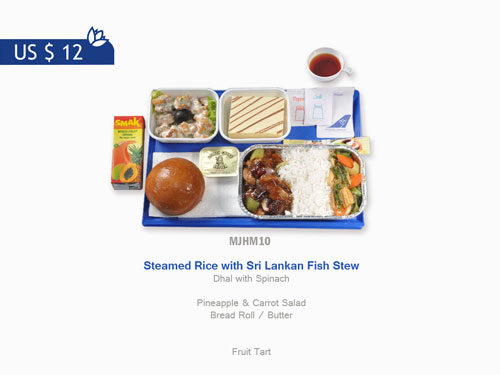 US $ 12
SMAK
MJHM10
Steamed Rice with Sri Lankan Fish Stew
Dhal with Spinach
Pineapple & Carrot Salad
Bread Roll / Butter
Fruit Tart